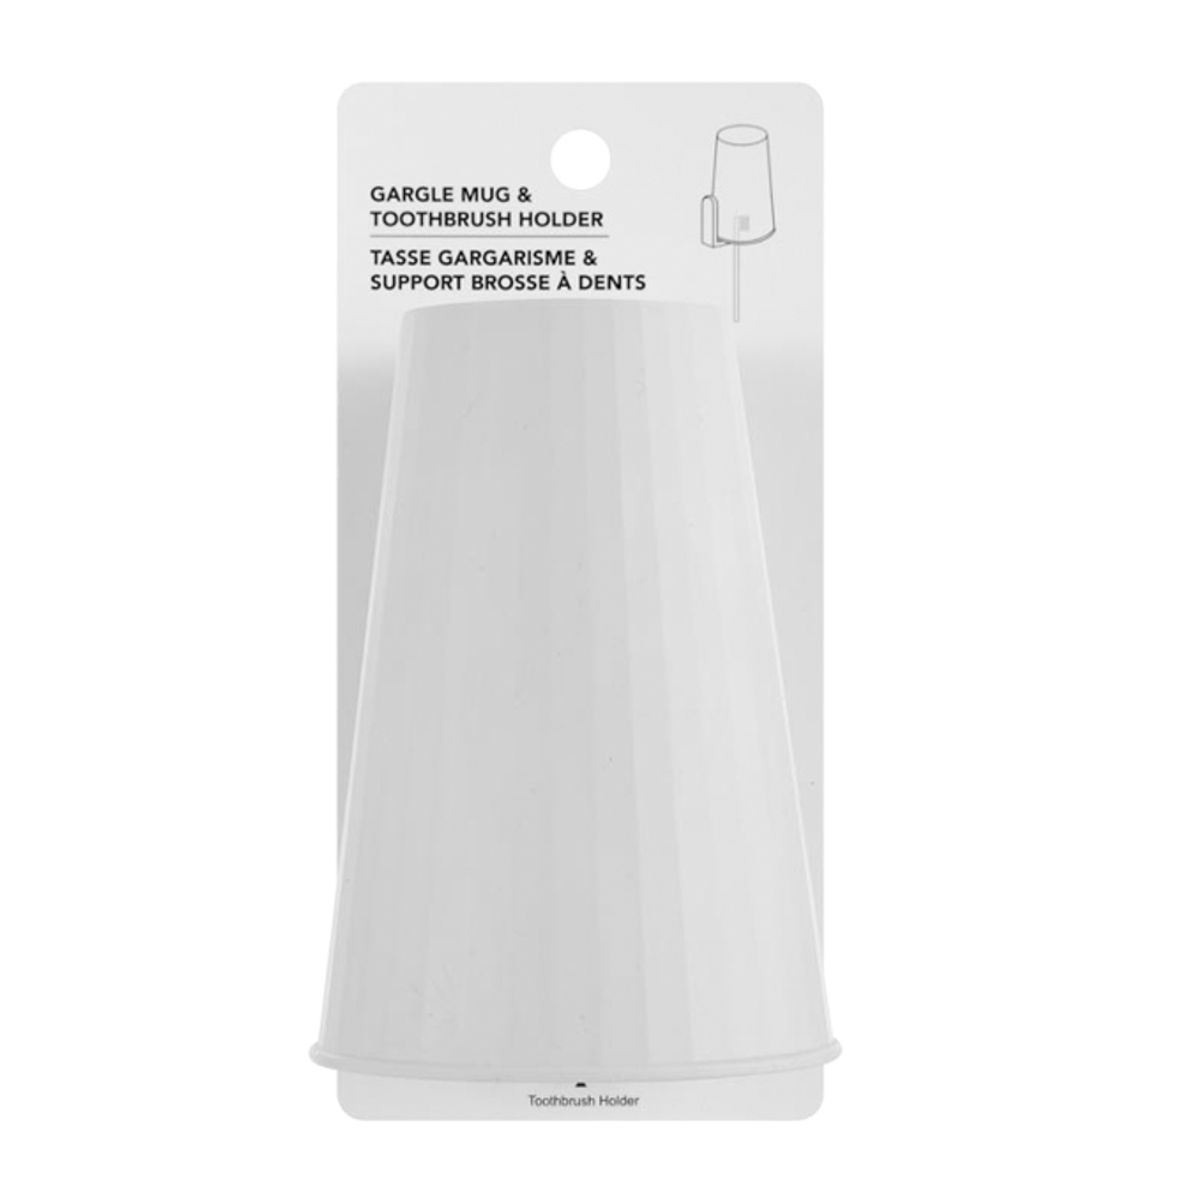 GARGLE MUG &
TOOTHBRUSH HOLDER
TASSE GARGARISME &
SUPPORT BROSSE À DENTS
Toothbrush Holder